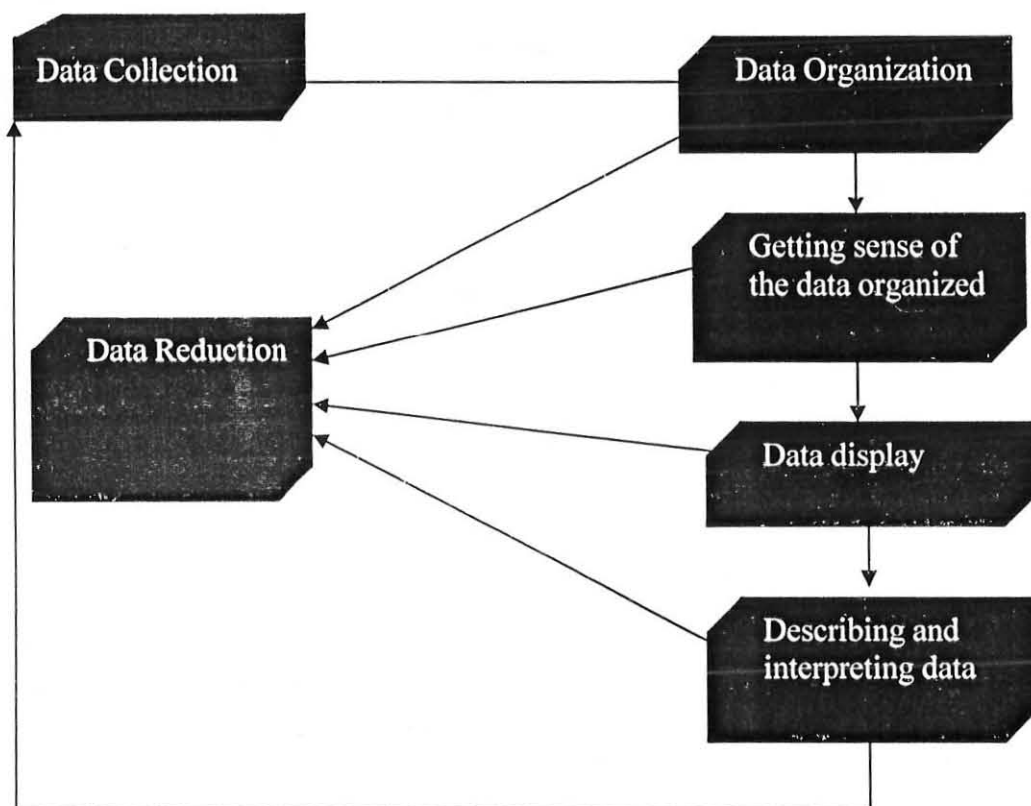 Data Collection
Data Organization
Getting sense of
the data organized
Data Reduction
Data display
Describing and
interpreting data